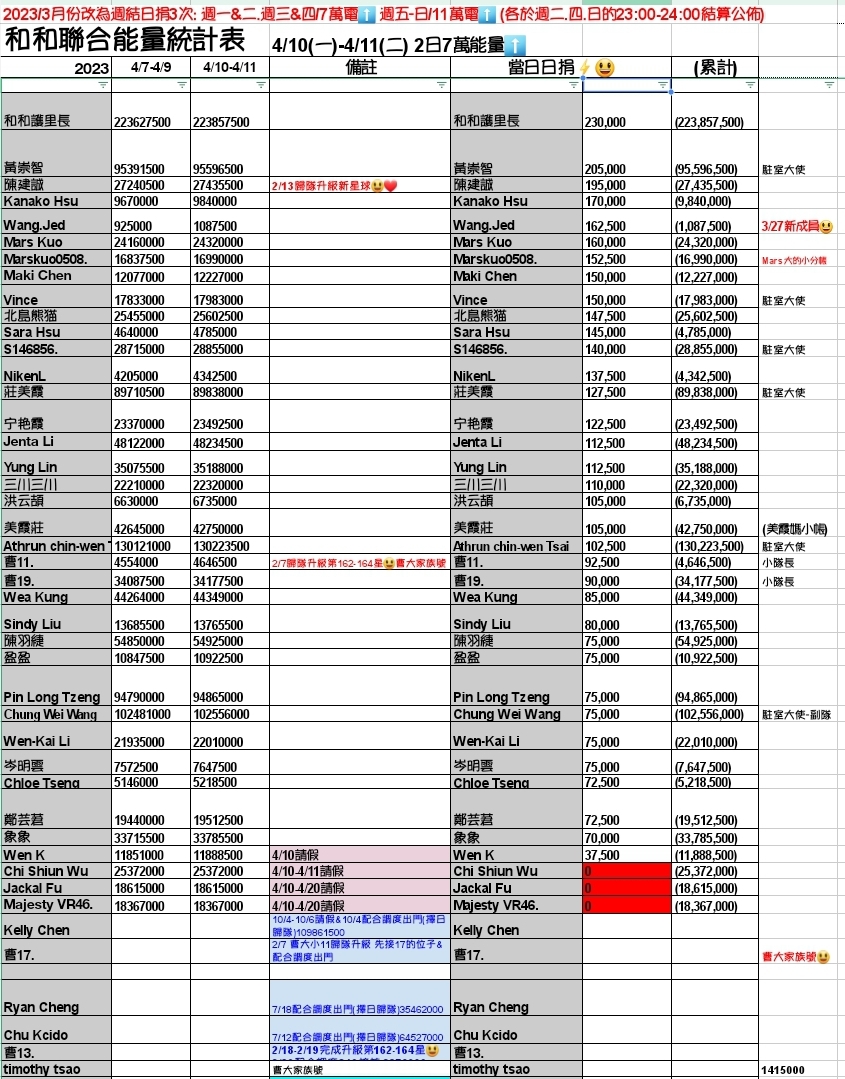 2023/3月份改為週結日捐3次: 週一&二.週三&四/7萬電⬆️ 週五-日/11萬電⬆️ (各於週二.四.日的23:00-24:00結算公佈)
和和聯合能量統計表 4/10(一)-4/11(二) 2日7萬能量⬆️
2023 4/7-4/9 4/10-4/11 備註 當日日捐⚡😃 (累計)
和和護里長 223627500 223857500 和和護里長 230,000 (223,857,500)
黃崇智 95391500 95596500 黃崇智 205,000 (95,596,500) 駐室大使
陳建誠 27240500 27435500 2/13歸隊升級新星球😃❤️ 陳建誠 195,000 (27,435,500)
Kanako Hsu 9670000 9840000 Kanako Hsu 170,000 (9,840,000)
Wang.Jed 925000 1087500 Wang.Jed 162,500 (1,087,500) 3/27新成員😃
Mars Kuo 24160000 24320000 Mars Kuo 160,000 (24,320,000)
Marskuo0508. 16837500 16990000 Marskuo0508. 152,500 (16,990,000) Mars大的小分帳
Maki Chen 12077000 12227000 Maki Chen 150,000 (12,227,000)
Vince 17833000 17983000 Vince 150,000 (17,983,000) 駐室大使
北島熊猫 25455000 25602500 北島熊猫 147,500 (25,602,500)
Sara Hsu 4640000 4785000 Sara Hsu 145,000 (4,785,000)
S146856. 28715000 28855000 S146856. 140,000 (28,855,000) 駐室大使
NikenL 4205000 4342500 NikenL 137,500 (4,342,500)
莊美霞 89710500 89838000 莊美霞 127,500 (89,838,000) 駐室大使
宁艳霞 23370000 23492500 宁艳霞 122,500 (23,492,500)
Jenta Li 48122000 48234500 Jenta Li 112,500 (48,234,500)
Yung Lin 35075500 35188000 Yung Lin 112,500 (35,188,000)
三川三川 22210000 22320000 三川三川 110,000 (22,320,000)
洪云頡 6630000 6735000 洪云頡 105,000 (6,735,000)
美霞莊 42645000 42750000 美霞莊 105,000 (42,750,000) (美霞媽小帳)
Athrun chin-wen T 130121000 130223500 Athrun chin-wen Tsai 102,500 (130,223,500) 駐室大使
曹11. 4554000 4646500 2/7歸隊升級第162-164星😃曹大家族號 曹11. 92,500 (4,646,500) 小隊長
曹19. 34087500 34177500 曹19. 90,000 (34,177,500) 小隊長
Wea Kung 44264000 44349000 Wea Kung 85,000 (44,349,000)
Sindy Liu 13685500 13765500 Sindy Liu 80,000 (13,765,500)
陳羽緁 54850000 54925000 陳羽緁 75,000 (54,925,000)
盈盈 10847500 10922500 盈盈 75,000 (10,922,500)
Pin Long Tzeng 94790000 94865000 Pin Long Tzeng 75,000 (94,865,000)
Chung Wei Wang 102481000 102556000 Chung Wei Wang 75,000 (102,556,000) 駐室大使-副隊
Wen-Kai Li 21935000 22010000 Wen-Kai Li 75,000 (22,010,000)
岑明雲 7572500 7647500 岑明雲 75,000 (7,647,500)
Chloe Tseng 5146000 5218500 Chloe Tseng 72,500 (5,218,500)
鄭芸菪 19440000 19512500 鄭芸菪 72,500 (19,512,500)
象象 33715500 33785500 象象 70,000 (33,785,500)
Wen K 11851000 11888500 4/10請假 Wen K 37,500 (11,888,500)
Chi Shiun Wu 25372000 25372000 4/10-4/11請假 Chi Shiun Wu 0 (25,372,000)
Jackal Fu 18615000 18615000 4/10-4/20請假 Jackal Fu 0 (18,615,000)
Majesty VR46. 18367000 18367000 4/10-4/20請假 Majesty VR46. 0 (18,367,000)
Kelly Chen 10/4-10/6請假&10/4配合調度出門(擇日歸隊)109861500 Kelly Chen
曹17. 2/7 曹大小11歸隊升級 先接17的位子&配合調度出門 曹17. 曹大家族號😃
Ryan Cheng 7/18配合調度出門(擇日歸隊)35462000 Ryan Cheng
Chu Kcido 7/12配合調度出門(擇日歸隊)64527000 Chu Kcido
曹13. 2/18-2/19完成升級第162-164星😃 曹13.
timothy tsao 曹大家族號 timothy tsao 1415000